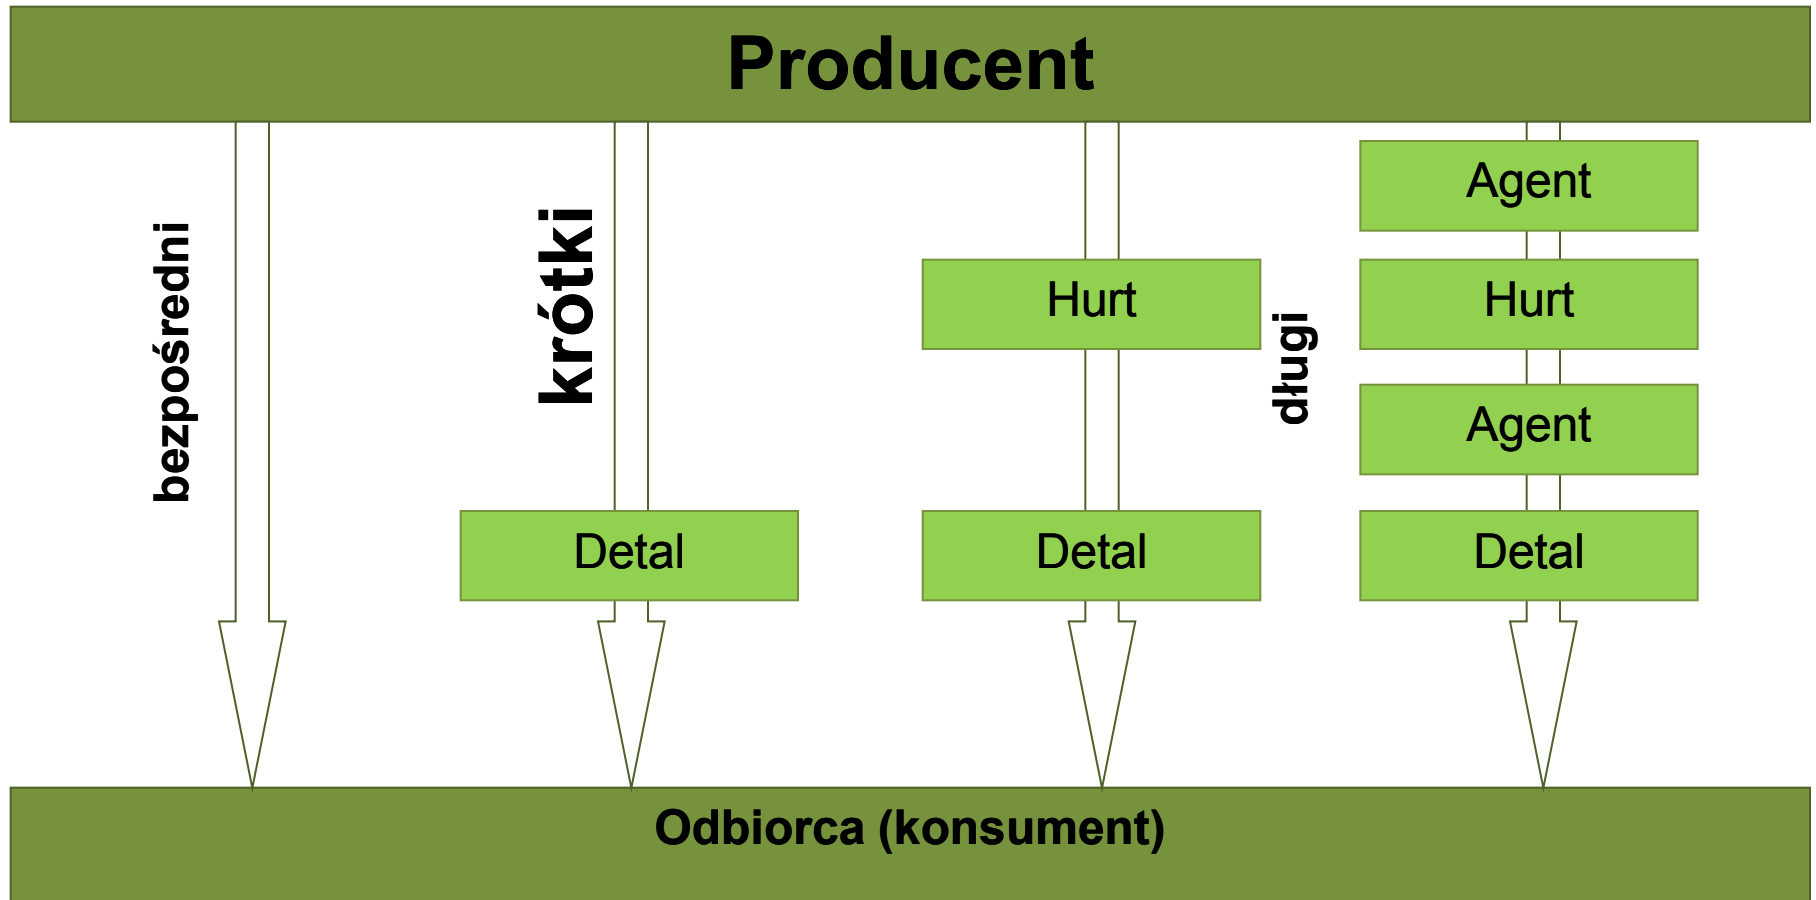 Producent
bezpośredni
krótki
Detal
Hurt
Detal
długi
Agent
Hurt
Agent
Detal
Odbiorca (konsument)